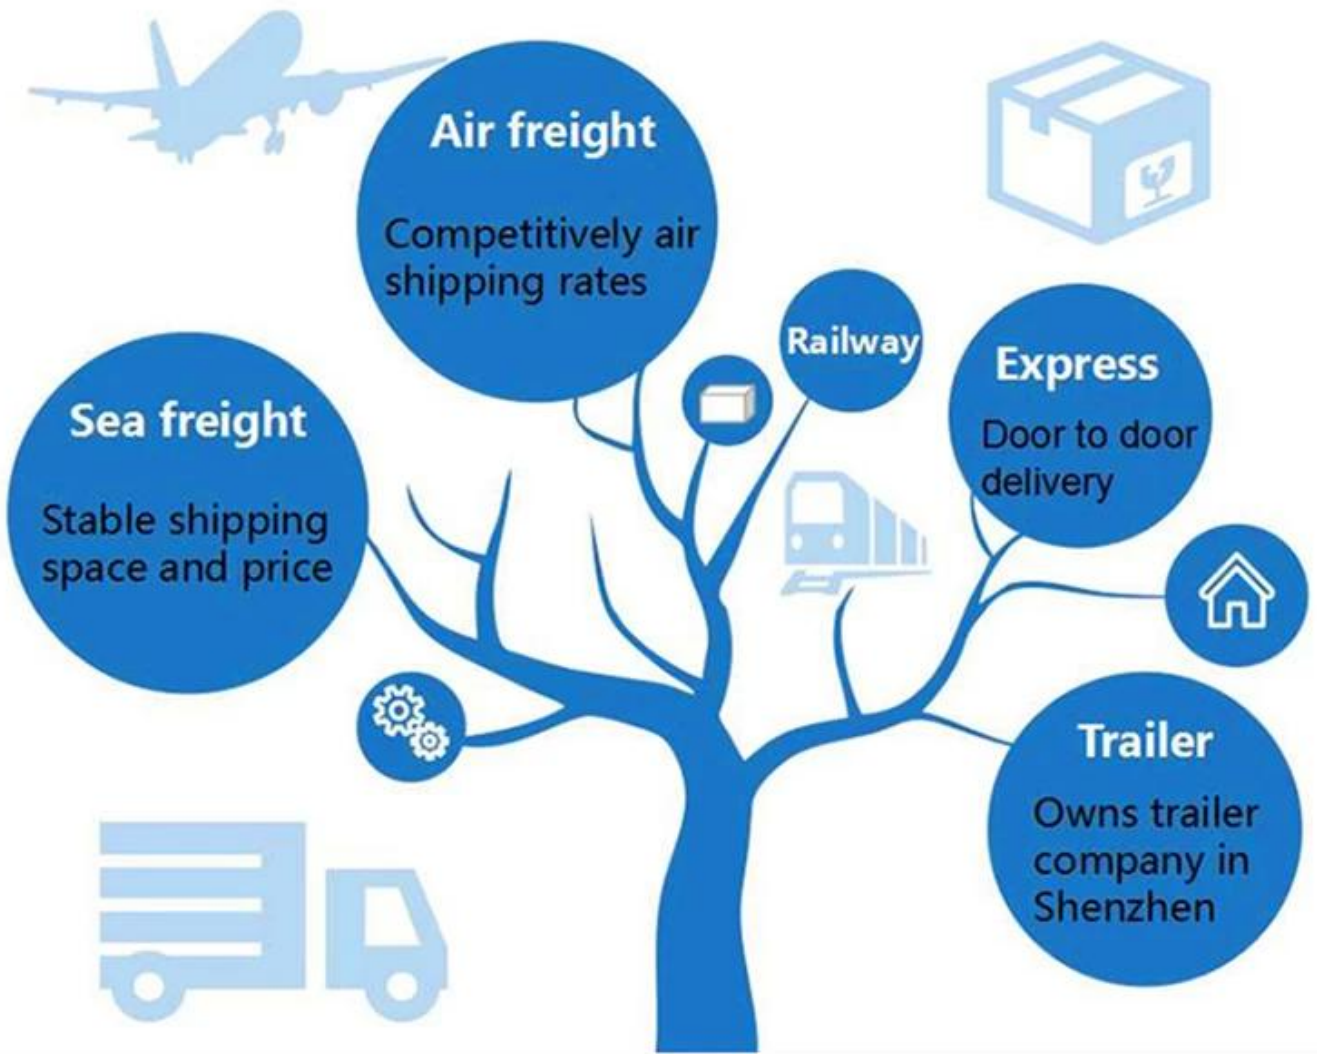 Air freight
Competitively air
shipping rates
Railway
Express
Door to door
delivery
Sea freight
Stable shipping
space and price
Trailer
Owns trailer
company in
Shenzhen